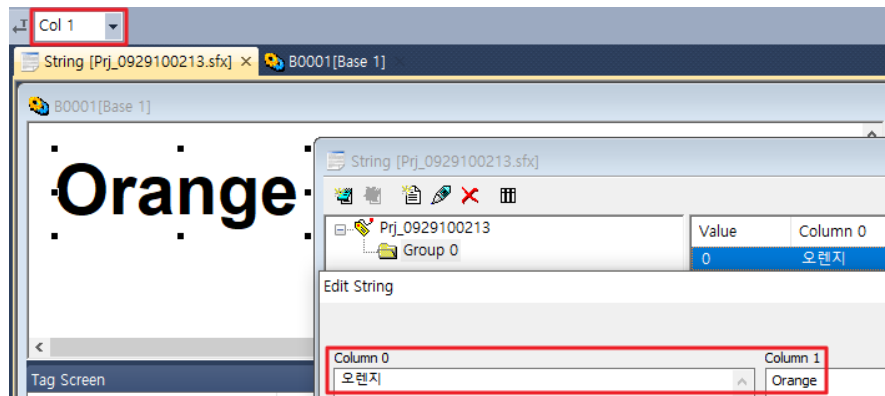 Col 1
String [Prj_0929100213.sfx] B0001[Base 1]
B0001[Base 1]
Orange
String [Prj_0929100213.sfx]
Prj_0929100213
Group 0
Value Column 0
0 오렌지
Edit String
Column 0 Column 1
오렌지 Orange
Tag Screen